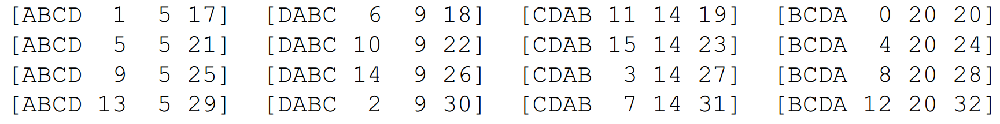 [ABCD  1  5 17]  [DABC  6  9 18]  [CDAB 11 14 19]  [BCDA  0 20 20]
[ABCD  5  5 21]  [DABC 10  9 22]  [CDAB 15 14 23]  [BCDA  4 20 24]
[ABCD  9  5 25]  [DABC 14  9 26]  [CDAB  3 14 27]  [BCDA  8 20 28]
[ABCD 13  5 29]  [DABC  2  9 30]  [CDAB  7 14 31]  [BCDA 12 20 32]